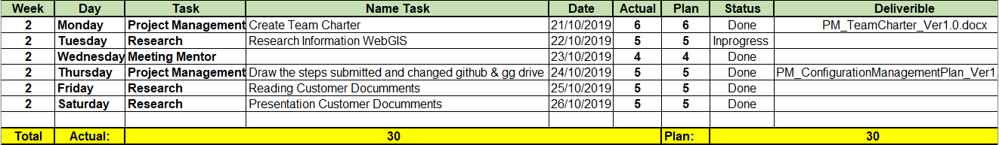 Week Day Task Name Task Date Actual Plan Status Deliverible
2 Monday Project Management Create Team Charter 21/10/2019 6 6 Done PM_TeamCharter_Ver1.0.docx
2 Tuesday Research Research Information WebGIS 22/10/2019 5 5 Inprogress
2 Wednesday Meeting Mentor 23/10/2019 4 4 Done
2 Thursday Project Management Draw the steps submitted and changed github & gg drive 24/10/2019 5 5 Done PM_ConfigurationManagementPlan_Ver1.
2 Friday Research Reading Customer Documments 25/10/2019 5 5 Done
2 Saturday Research Presentation Customer Documments 26/10/2019 5 5 Done
Total Actual: 30 Plan: 30